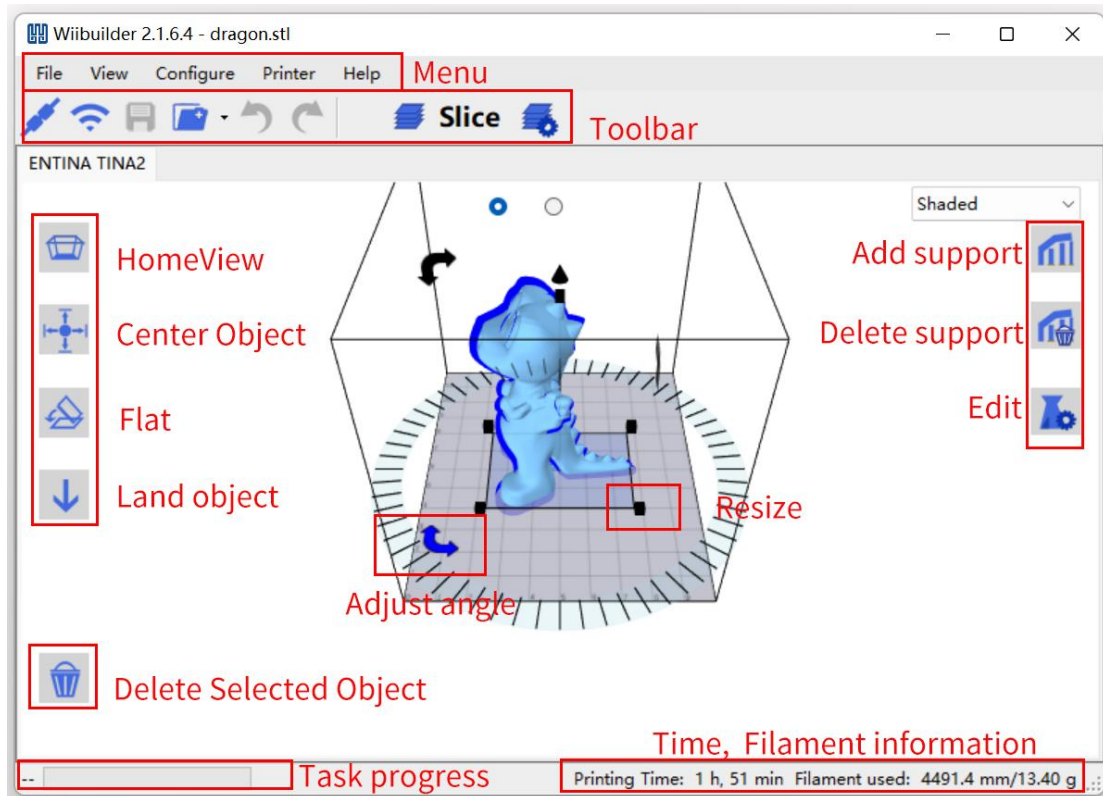 Wiibuilder 2.1.6.4 - dragon.stl
File View Configure Printer Help Menu
Slice Toolbar
ENTINA TINA2
Shaded
HomeView
Add support
Center Object
Delete support
Flat
Edit
Land object
Resize
Adjust angle
Delete Selected Object
Time, Filament information
-- Task progress
Printing Time: 1 h, 51 min Filament used: 4491.4 mm/13.40 g